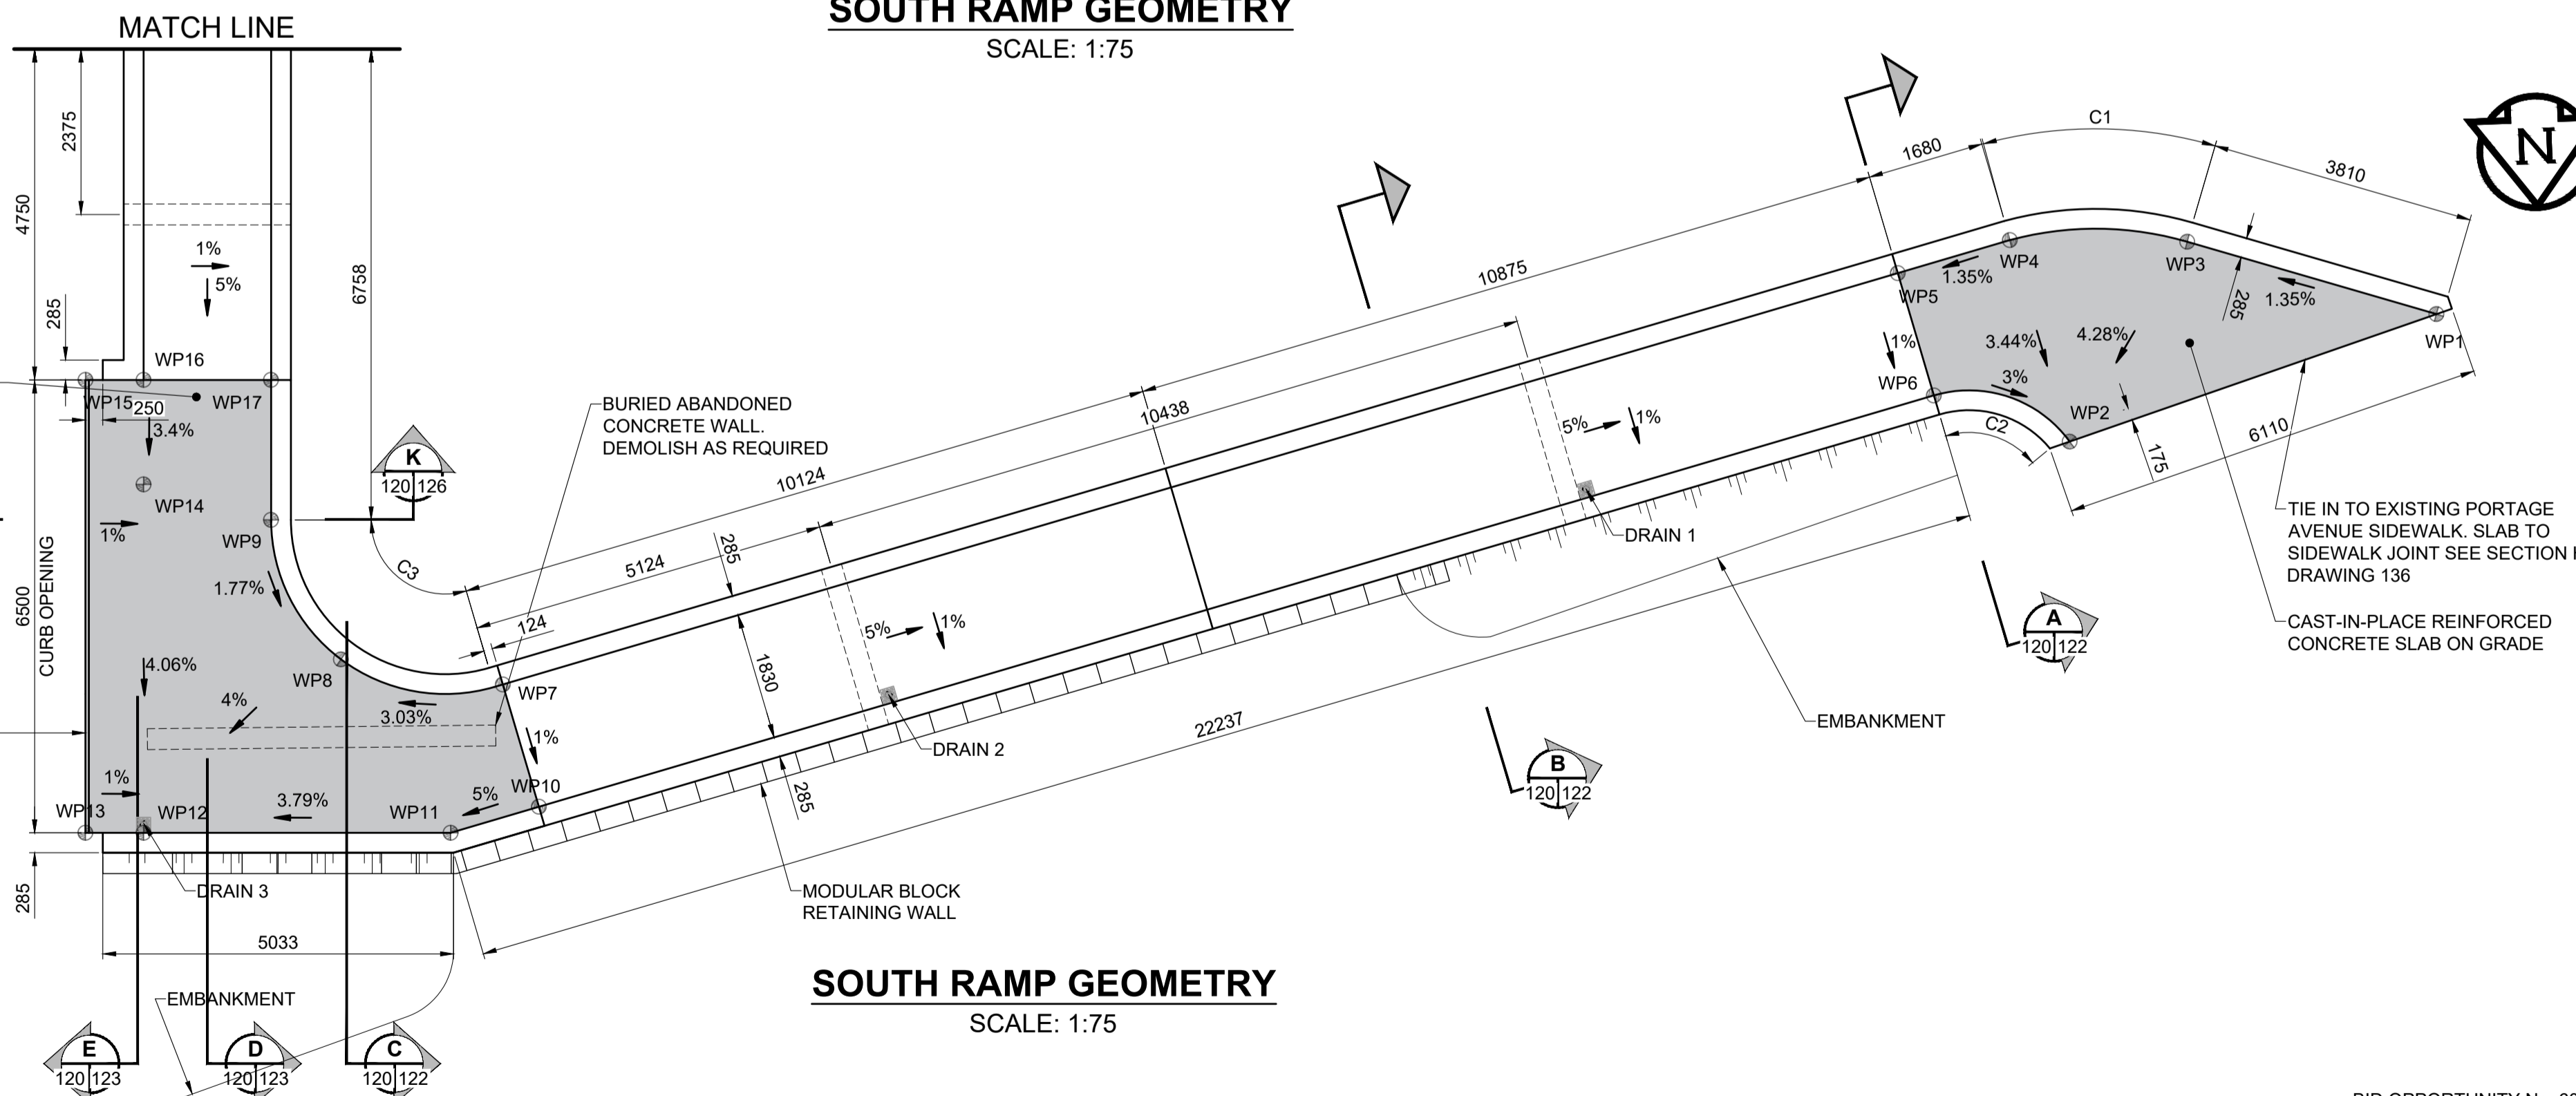 SOUTH RAMP GEOMETRY
SCALE: 1:75
MATCH LINE
N
C1
1680
3810
4750
2375
6758
285
1%
5%
10875
10438
10124
5124
124
285
1830
285
22237
WP16
WP15
WP17
250
3.4%
WP14
1%
WP9
1.77%
C3
6500
CURB OPENING
4.06%
4%
WP8
3.03%
WP7
1%
WP10
5%
3.79%
WP11
1%
WP13
WP12
285
DRAIN 3
5033
EMBANKMENT
BURIED ABANDONED
CONCRETE WALL.
DEMOLISH AS REQUIRED
K
120 126
5%
1%
DRAIN 2
5%
1%
DRAIN 1
WP4
1.35%
WP5
WP3
285
1.35%
WP1
1%
3.44%
4.28%
WP6
3%
WP2
C2
175
6110
TIE IN TO EXISTING PORTAGE
AVENUE SIDEWALK. SLAB TO
SIDEWALK JOINT SEE SECTION
DRAWING 136
CAST-IN-PLACE REINFORCED
CONCRETE SLAB ON GRADE
A
120 122
B
120 122
EMBANKMENT
MODULAR BLOCK
RETAINING WALL
SOUTH RAMP GEOMETRY
SCALE: 1:75
E
120 123
D
120 123
C
120 122